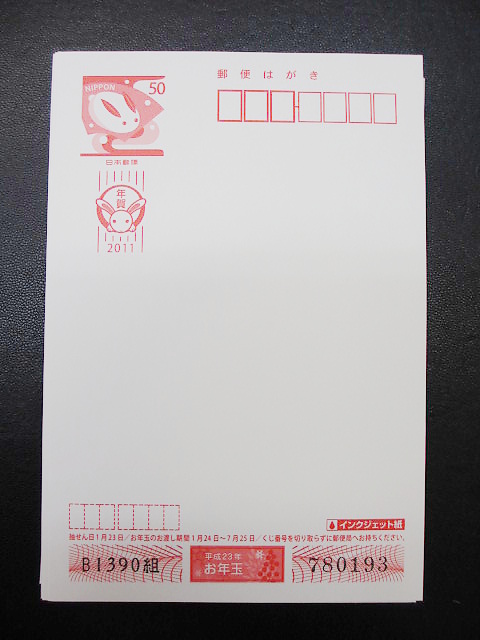 郵便はがき
NIPPON 50
日本郵便
年賀
2011
インクジェット紙
抽せん日1月23日/お年玉のお渡し期間1月24日~7月25日/くじ番号を切り取らずに郵便局へお持ちください。
B1390組
平成23年
お年玉
780193